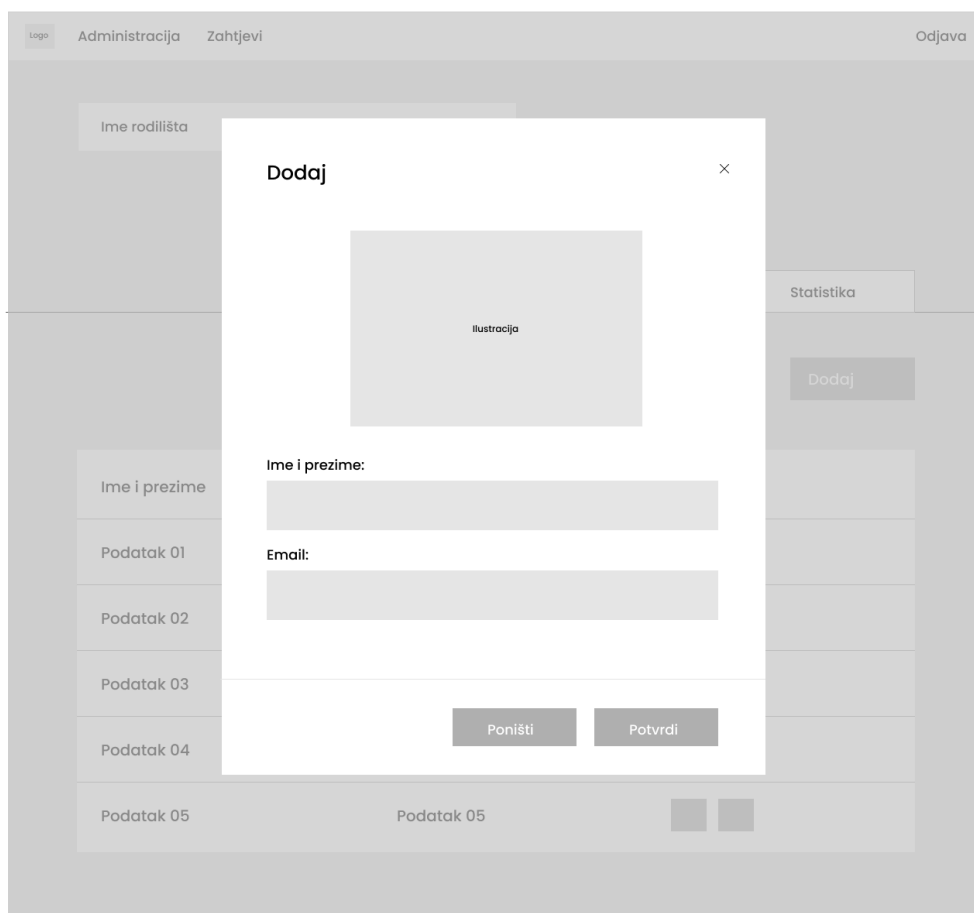 Logo
Administracija
Zahtjevi
Odjava
Ime rodilišta
Dodaj
Statistika
Ilustracija
Dodaj
Ime i prezime:
Ime i prezime
Email:
Podatak 01
Podatak 02
Podatak 03
Poništi
Potvrdi
Podatak 04
Podatak 05
Podatak 05